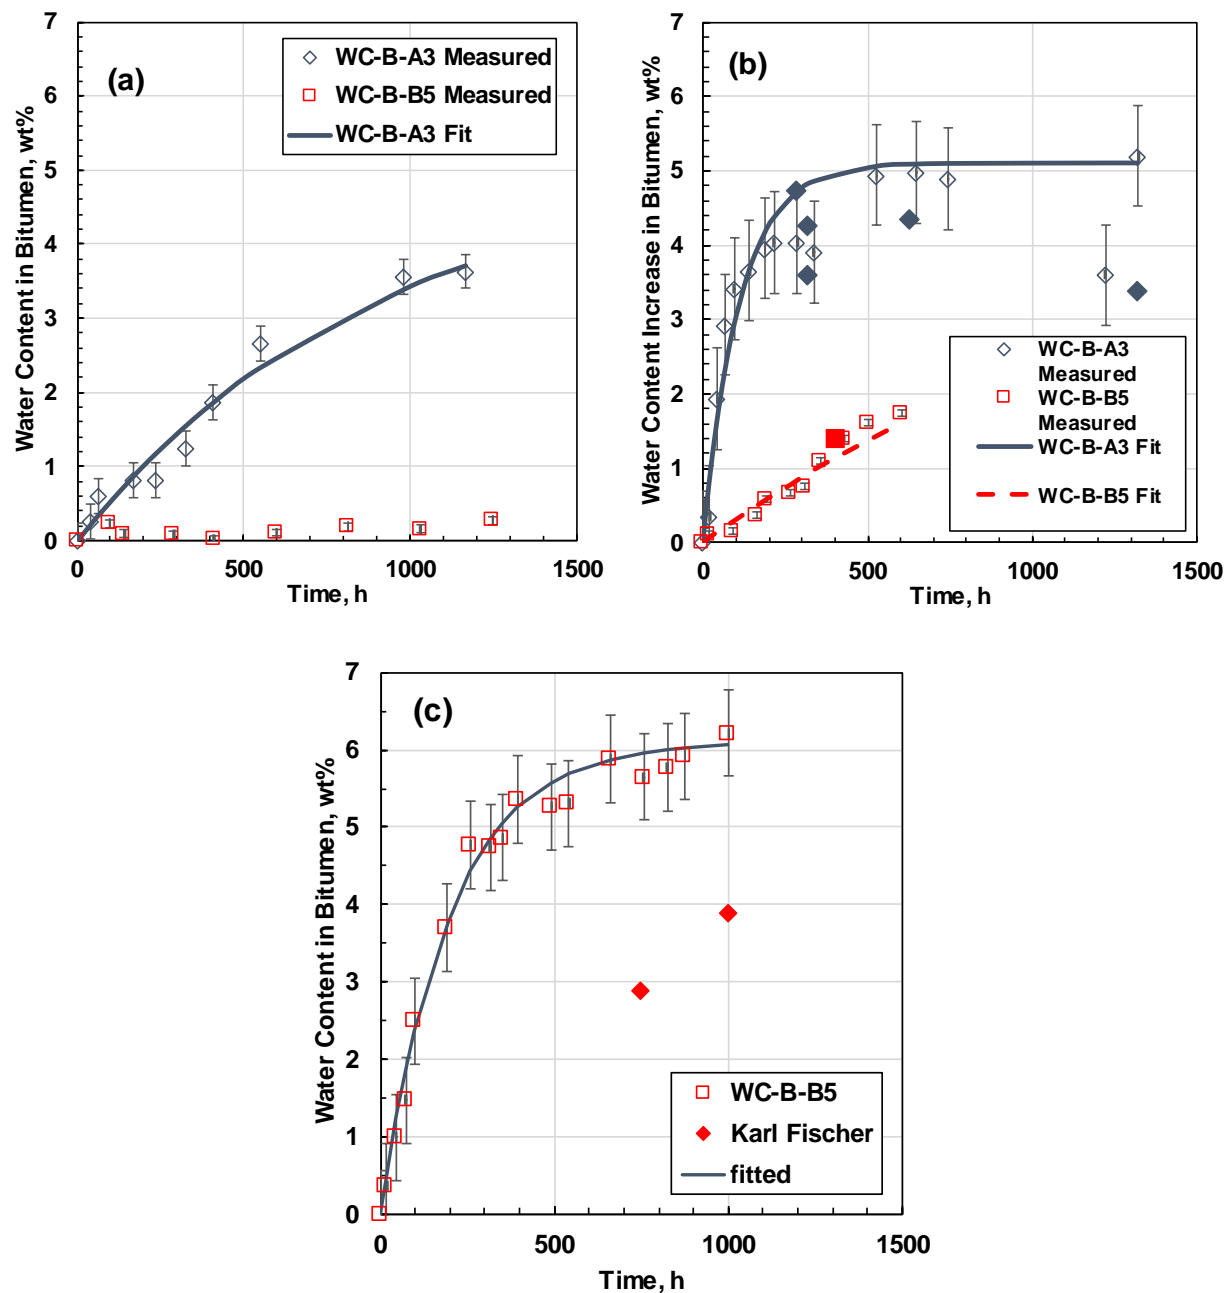 (a)
WC-B-A3 Measured
WC-B-B5 Measured
WC-B-A3 Fit
Water Content in Bitumen, wt%
7
6
5
4
3
2
1
0
0 500 1000 1500
Time, h
(b)
WC-B-A3
Measured
WC-B-B5
Measured
WC-B-A3 Fit
WC-B-B5 Fit
Water Content Increase in Bitumen, wt%
7
6
5
4
3
2
1
0
0 500 1000 1500
Time, h
(c)
WC-B-B5
Karl Fischer
fitted
Water Content in Bitumen, wt%
7
6
5
4
3
2
1
0
0 500 1000 1500
Time, h